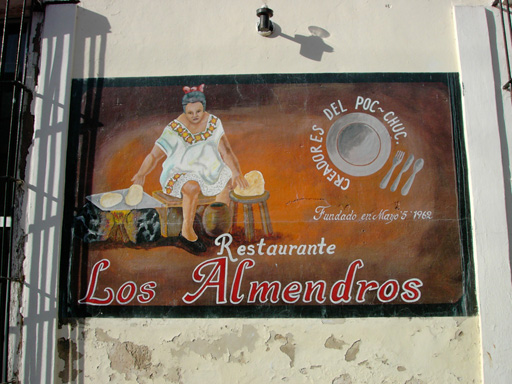 CREADORES DEL POC~CHUC.
Fundado en Mayo 5 1962
Restaurante
Los Almendros